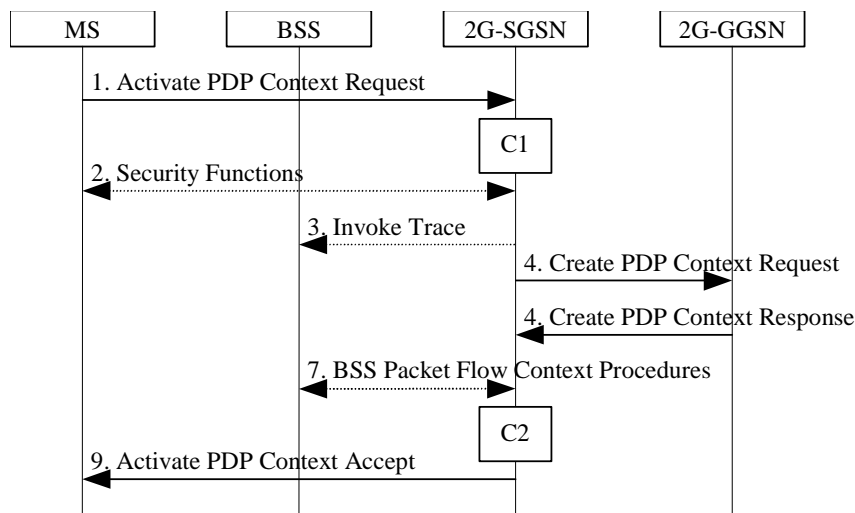 MS BSS 2G-SGSN 2G-GGSN
1. Activate PDP Context Request
C1
2. Security Functions
3. Invoke Trace
4. Create PDP Context Request
4. Create PDP Context Response
7. BSS Packet Flow Context Procedures
C2
9. Activate PDP Context Accept